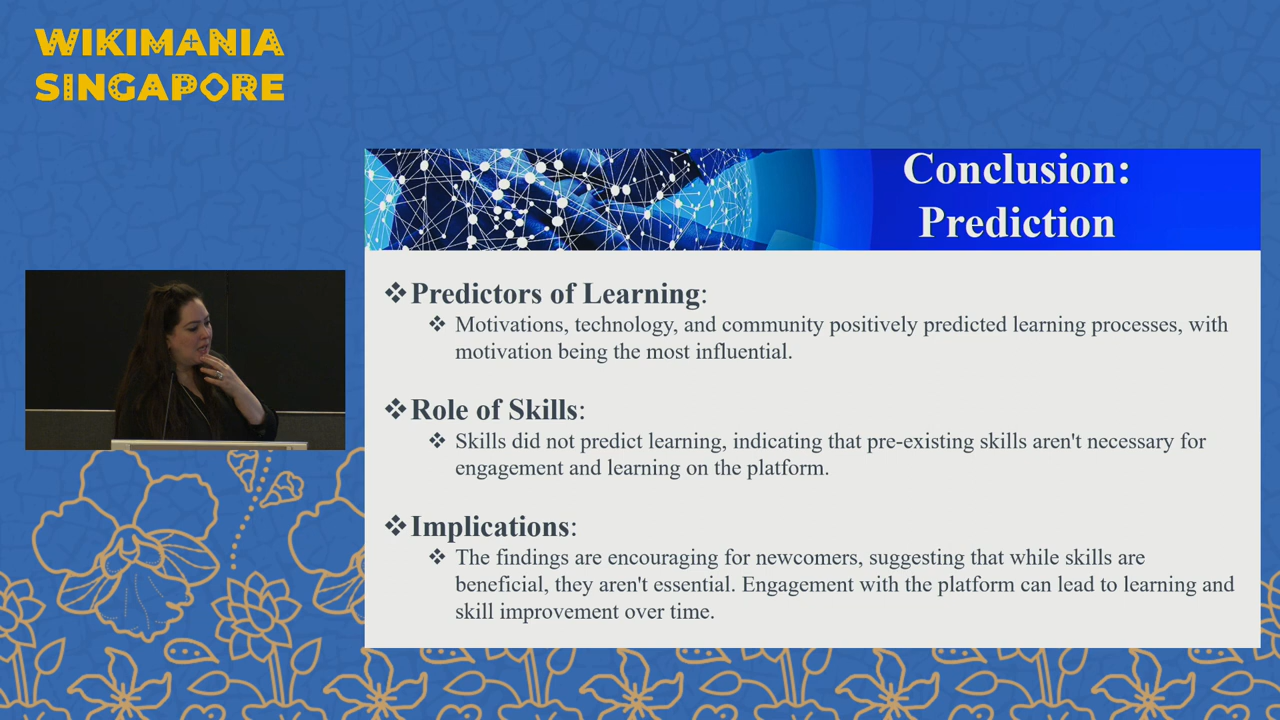 WIKIMANIA
SINGAPORE
Conclusion:
Prediction
❖Predictors of Learning:
❖ Motivations, technology, and community positively predicted learning processes, with
motivation being the most influential.
❖Role of Skills:
❖ Skills did not predict learning, indicating that pre-existing skills aren't necessary for
engagement and learning on the platform.
❖Implications:
❖ The findings are encouraging for newcomers, suggesting that while skills are
beneficial, they aren't essential. Engagement with the platform can lead to learning and
skill improvement over time.